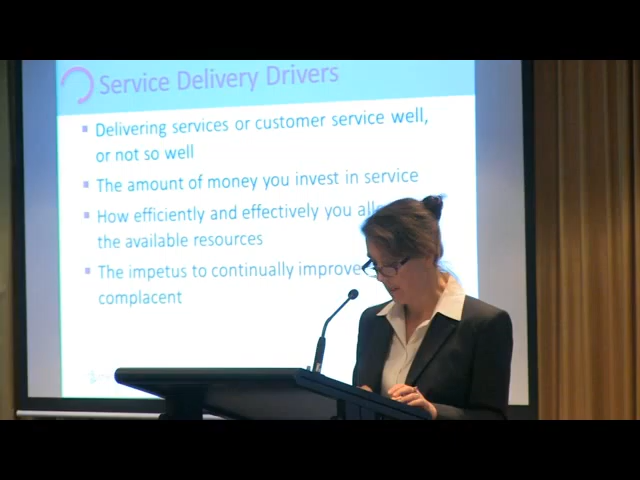 Service Delivery Drivers
Delivering services or customer service well,
or not so well
The amount of money you invest in service
How efficiently and effectively you
the available resources
The impetus to continually improve
complacent